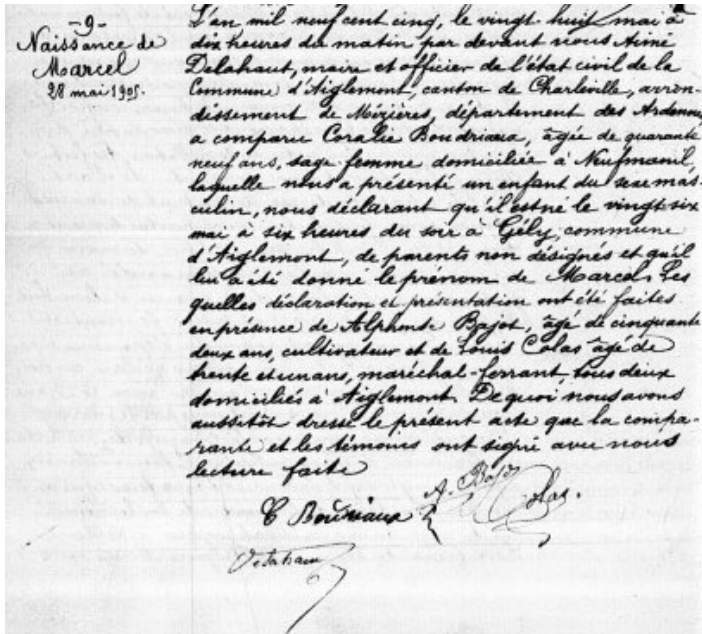 -9-
Naissance de
Marcel
28 mai 1905.
L'an mil neuf cent cinq, le vingt huit mai à
dix heures du matin par devant nous Aimé
Delahaut, maire et officier de l'état civil de la
Commune d'Aiglemont, canton de Charleville, arron-
dissement de Mézières, département des Ardennes,
a comparu Coralie Boudriaux, âgée de quarante
neuf ans, sage femme, domiciliée à Neufmanil,
laquelle nous a présenté un enfant du sexe mas-
culin, nous déclarant qu'il est né le vingt six
mai à six heures du soir à Gély, commune
d'Aiglemont, de parents non désignés et qu'il
lui a été donné le prénom de Marcel. Les
quelles déclaration et présentation ont été faites
en présence de Alphonse Bajot, âgé de cinquante
deux ans, cultivateur et de Louis Colas âgé de
trente et un ans, maréchal-ferrant, tous deux
domiciliés à Aiglemont. De quoi nous avons
aussitôt dressé le présent acte que la compa-
rante et les témoins ont signé avec nous
lecture faite
C Boudriaux A. Bajot Colas.
Delahaut